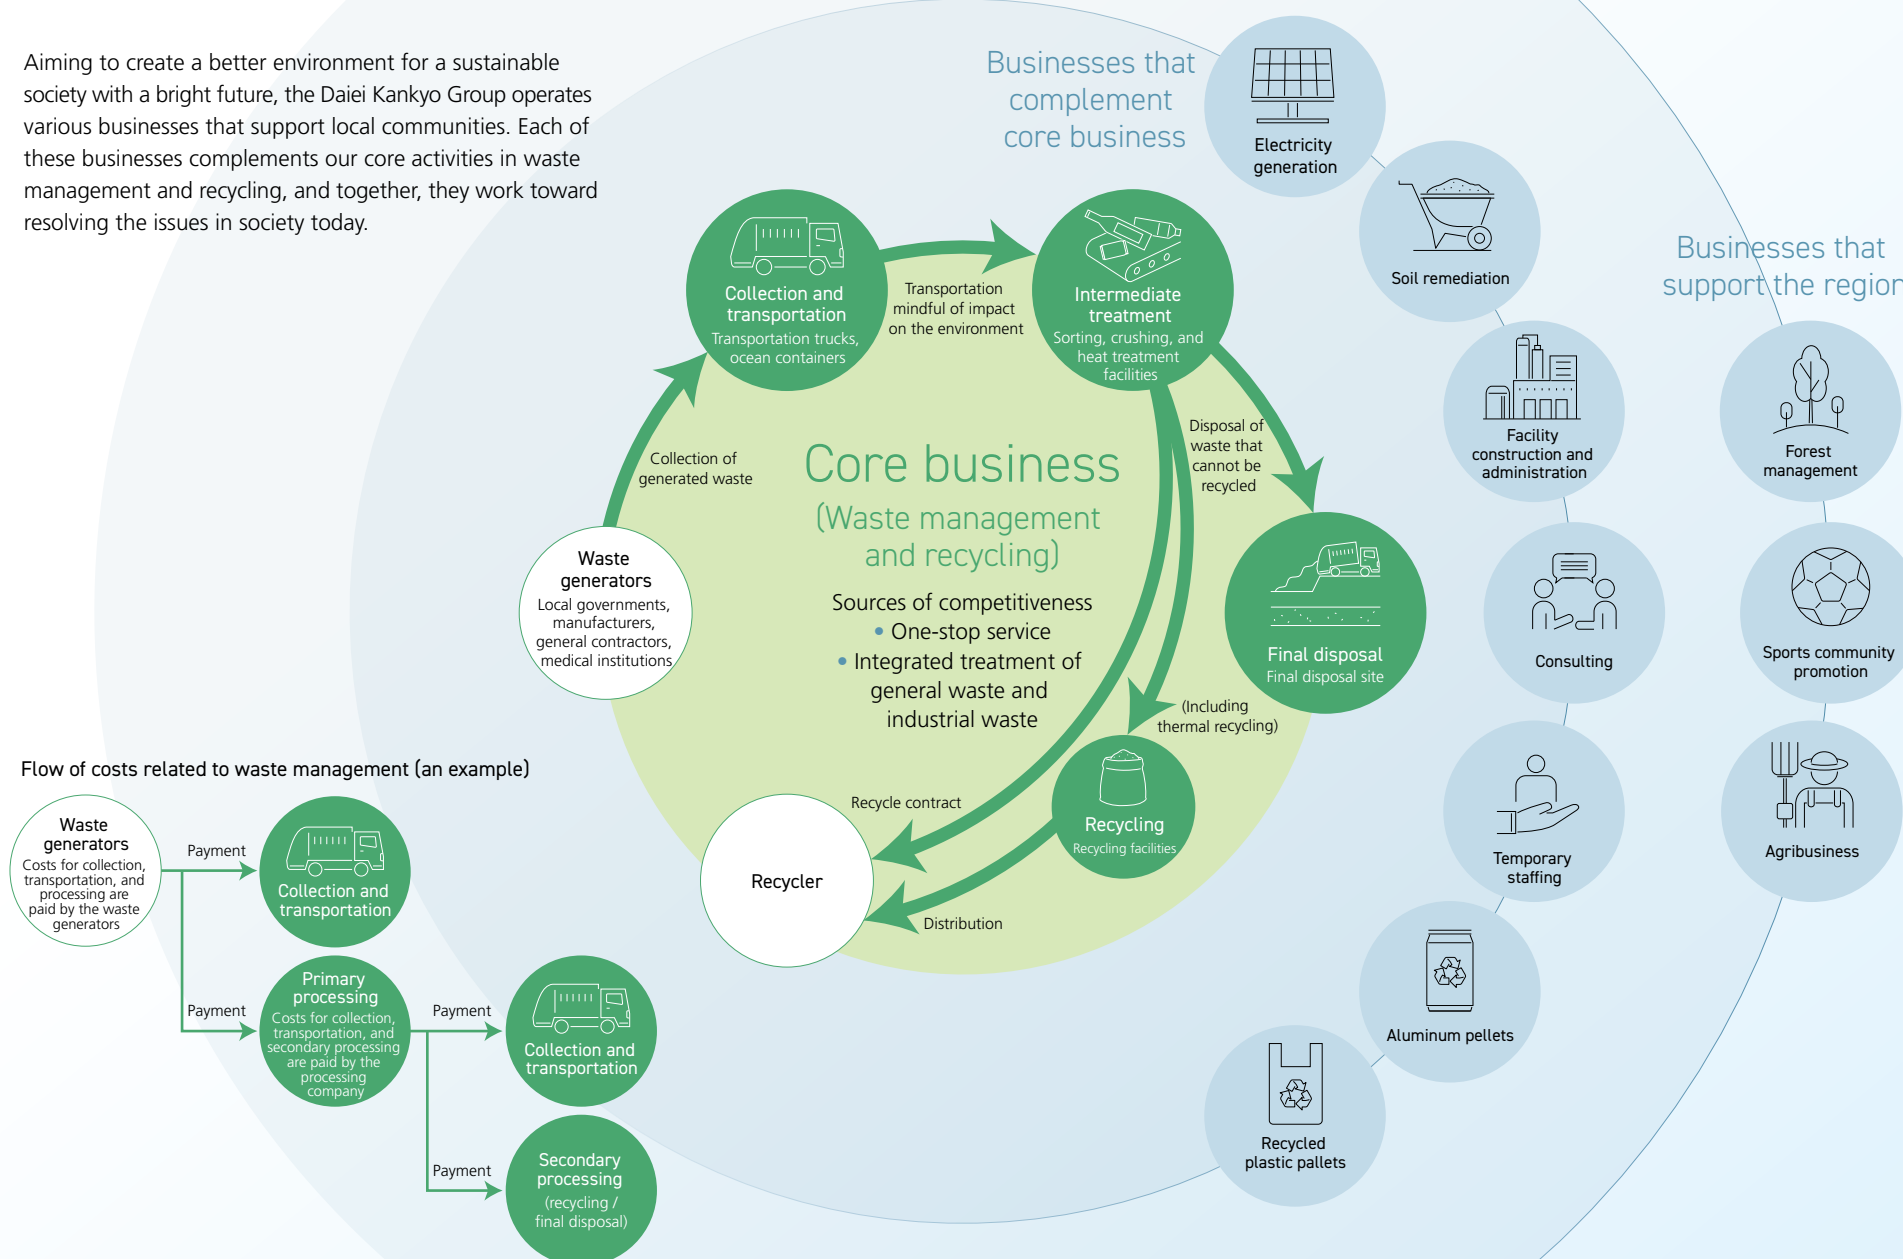 Aiming to create a better environment for a sustainable
society with a bright future, the Daiei Kankyo Group operates
various businesses that support local communities. Each of
these businesses complements our core activities in waste
management and recycling, and together, they work toward
resolving the issues in society today.
Businesses that
complement
core business
Electricity
generation
Soil remediation
Businesses that
support the region
Collection and
transportation
Transportation trucks,
ocean containers
Transportation
mindful of impact
on the environment
Intermediate
treatment
Sorting, crushing, and
heat treatment
facilities
Facility
construction and
administration
Forest
management
Collection of
generated waste
Disposal of
waste that
cannot be
recycled
Core business
(Waste management
and recycling)
Sources of competitiveness
• One-stop service
• Integrated treatment of
general waste and
industrial waste
Waste
generators
Local governments,
manufacturers,
general contractors,
medical institutions
Final disposal
Final disposal site
Consulting
Sports community
promotion
(Including
thermal recycling)
Recycle contract
Recycling
Recycling facilities
Recycler
Distribution
Temporary
staffing
Agribusiness
Aluminum pellets
Recycled
plastic pallets
Flow of costs related to waste management (an example)
Waste
generators
Costs for collection,
transportation, and
processing are
paid by the waste
generators
Payment
Collection and
transportation
Payment
Primary
processing
Costs for collection,
transportation, and
secondary processing
are paid by the
processing
company
Payment
Collection and
transportation
Payment
Secondary
processing
(recycling /
final disposal)